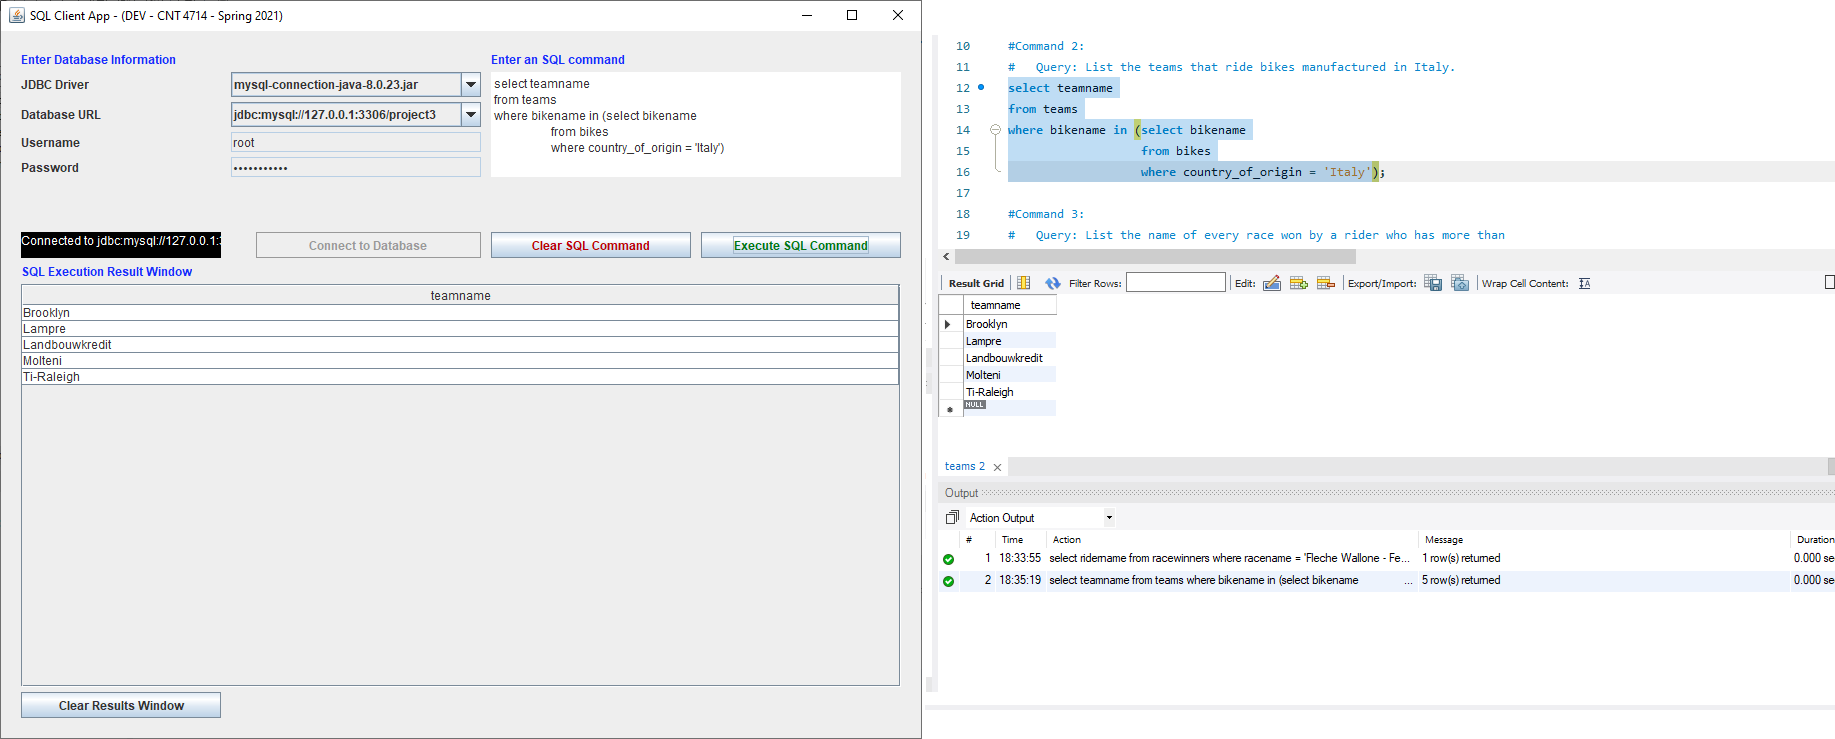 SQL Client App - (DEV - CNT 4714 - Spring 2021)
Enter Database Information
JDBC Driver
mysql-connection-java-8.0.23.jar
Database URL
jdbc:mysql://127.0.0.1:3306/project3
Username
root
Password
•••••••••••
Enter an SQL command
select teamname
from teams
where bikename in (select bikename
from bikes
where country_of_origin = 'Italy')
Connected to jdbc:mysql://127.0.0.1:3
Connect to Database
Clear SQL Command
Execute SQL Command
SQL Execution Result Window
teamname
Brooklyn
Lampre
Landbouwkredit
Molteni
Ti-Raleigh
Clear Results Window
10 #Command 2:
11 #   Query: List the teams that ride bikes manufactured in Italy.
12 select teamname
13 from teams
14 where bikename in (select bikename
15 from bikes
16 where country_of_origin = 'Italy');
17
18 #Command 3:
19 #   Query: List the name of every race won by a rider who has more than
Result Grid Filter Rows: Edit: Export/Import: Wrap Cell Content:
teamname
Brooklyn
Lampre
Landbouwkredit
Molteni
Ti-Raleigh
NULL
teams 2
Output
Action Output
# Time Action Message Duration
1 18:33:55 select ridername from racewinners where racename = 'Fleche Wallone - Fe... 1 row(s) returned 0.000 se
2 18:35:19 select teamname from teams where bikename in (select bikename ... 5 row(s) returned 0.000 se